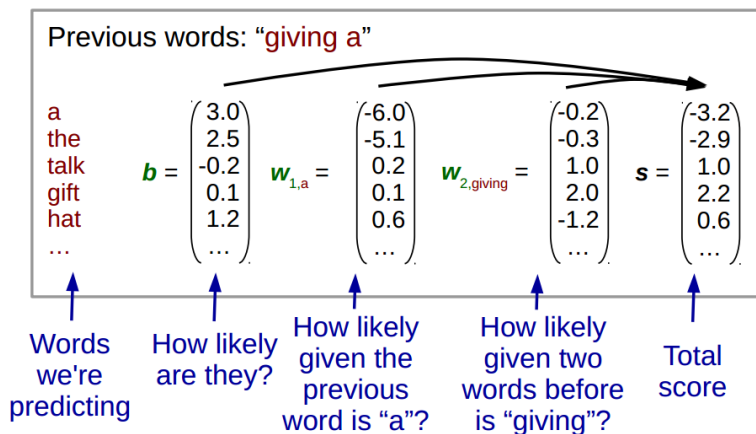 Previous words: “giving a”
a 3.0 -6.0 -0.2 -3.2
the 2.5 -5.1 -0.3 -2.9
talk b = -0.2 w1,a = 0.2 w2,giving = 1.0 s = 1.0
gift 0.1 0.1 2.0 2.2
hat 1.2 0.6 -1.2 0.6
… … … … …
Words we're predicting
How likely are they?
How likely given the previous word is “a”?
How likely given two words before is “giving”?
Total score